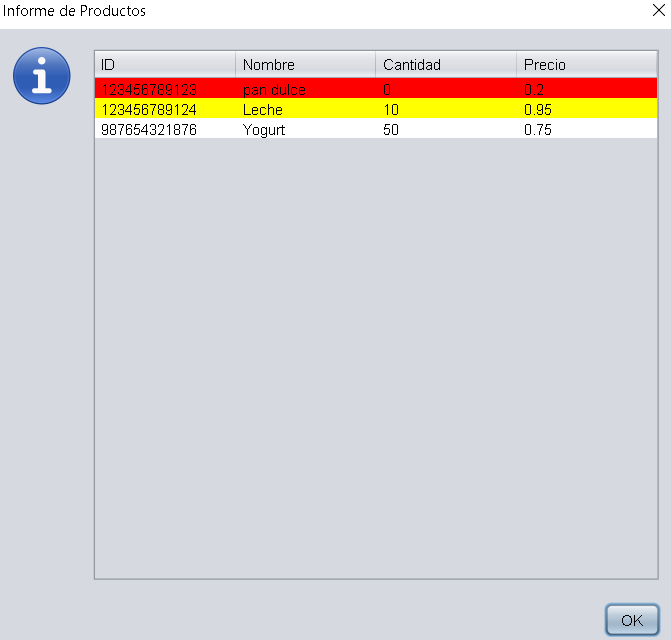 Informe de Productos
ID Nombre Cantidad Precio
123456789123 pan dulce 0 0.2
123456789124 Leche 10 0.95
987654321876 Yogurt 50 0.75
OK